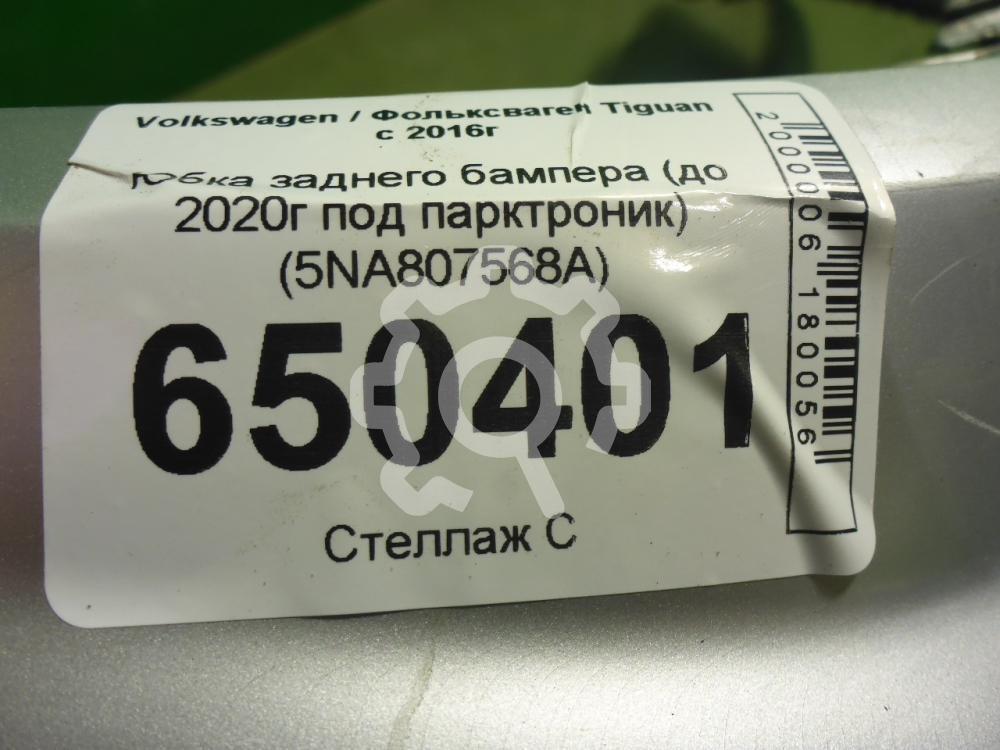 Volkswagen / Фольксваген Tiguan
с 2016г
Юбка заднего бампера (до
2020г под парктроник)
(5NA807568A)
650401
Стеллаж С
2000006180056